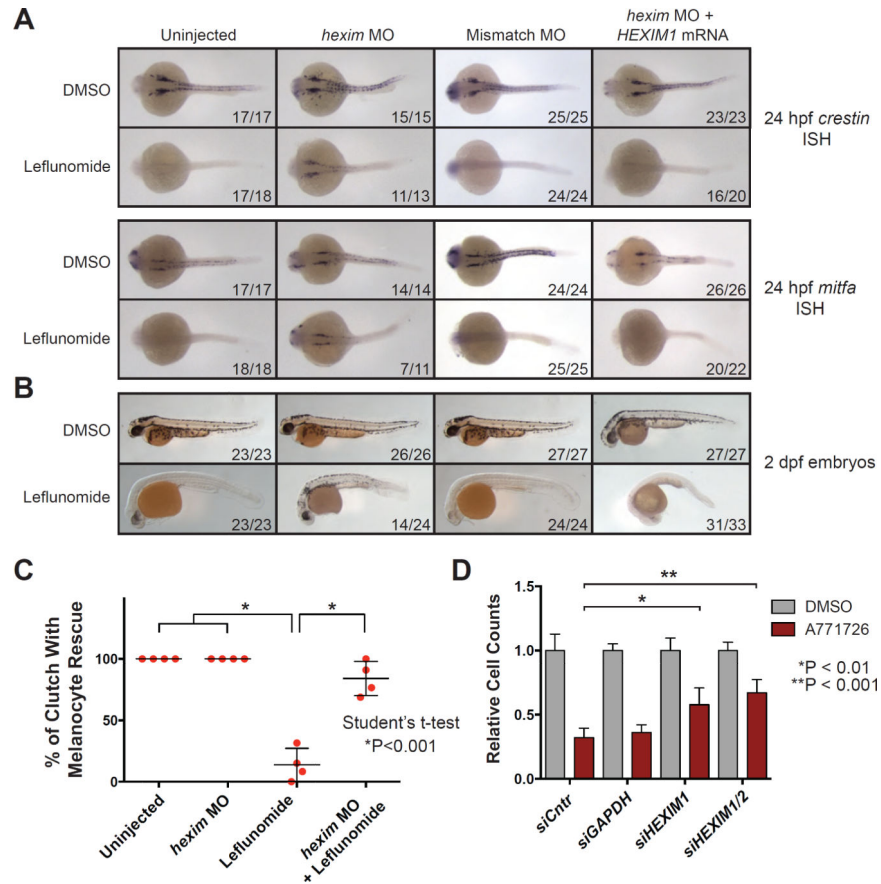 A
Uninjected
hexim MO
Mismatch MO
hexim MO +
HEXIM1 mRNA
DMSO
17/17
15/15
25/25
23/23
Leflunomide
17/18
11/13
24/24
16/20
24 hpf crestin
ISH
DMSO
17/17
14/14
24/24
26/26
Leflunomide
18/18
7/11
25/25
20/22
24 hpf mitfa
ISH
B
DMSO
23/23
26/26
27/27
27/27
Leflunomide
23/23
14/24
24/24
31/33
2 dpf embryos
C
% of Clutch With
Melanocyte Rescue
100
50
0
*
*
Student's t-test
*P<0.001
Uninjected
hexim MO
Leflunomide
hexim MO
+ Leflunomide
D
Relative Cell Counts
1.5
1.0
0.5
0.0
**
*
DMSO
A771726
*P < 0.01
**P < 0.001
siCntr
siGAPDH
siHEXIM1
siHEXIM1/2